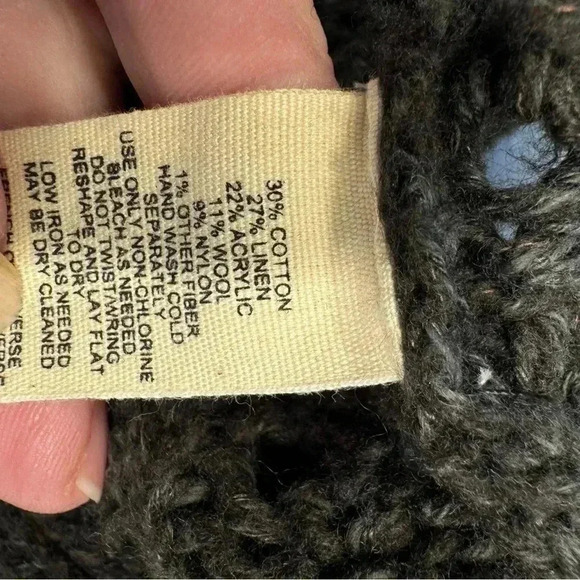 30% COTTON
27% LINEN
22% ACRYLIC
11% WOOL
9% NYLON
1% OTHER FIBER
HAND WASH COLD
SEPARATELY
USE ONLY NON-CHLORINE
BLEACH AS NEEDED
DO NOT TWIST/WRING
RESHAPE AND LAY FLAT
TO DRY
LOW IRON AS NEEDED
MAY BE DRY CLEANED